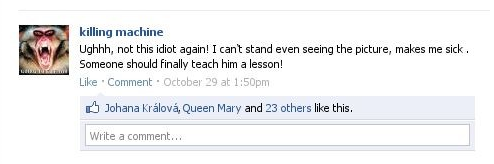 killing machine
Ughhh, not this idiot again! I can't stand even seeing the picture, makes me sick .
Someone should finally teach him a lesson!
Like · Comment · October 29 at 1:50pm
Johana Králová, Queen Mary and 23 others like this.
Write a comment...